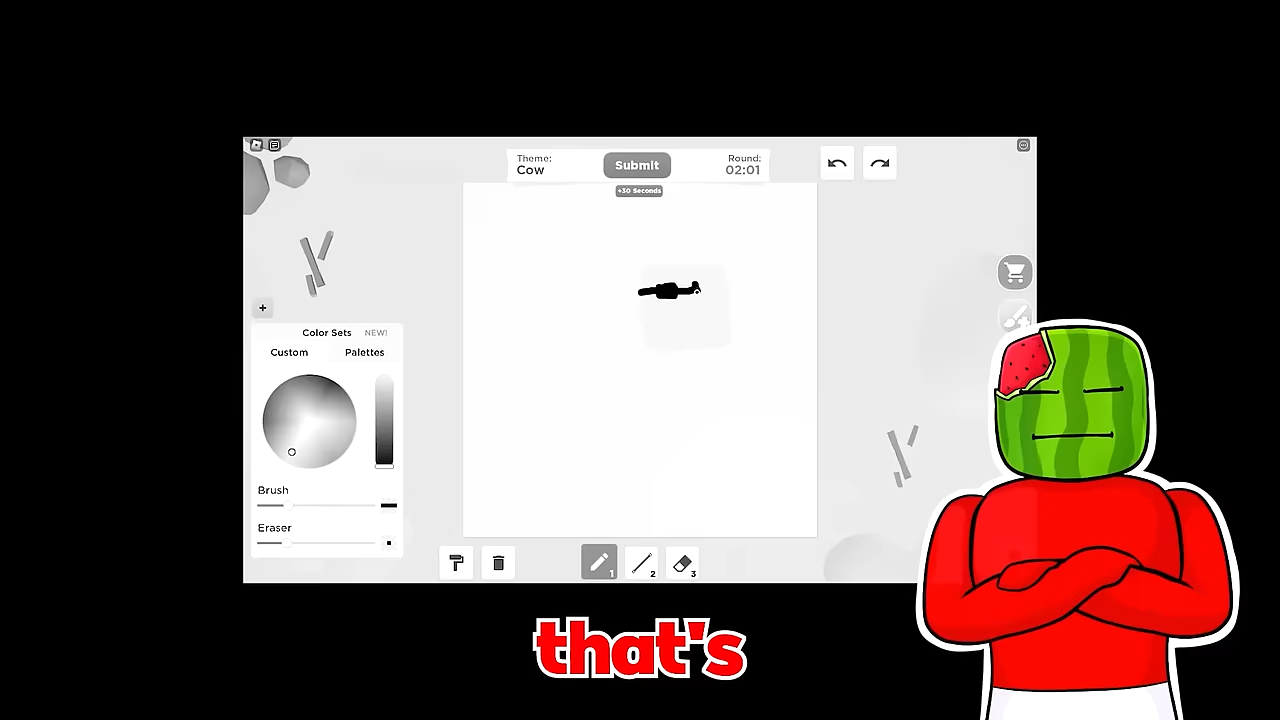 Theme:
Cow
Submit
Round:
02:01
+30 Seconds
+
Color Sets NEW!
Custom Palettes
Brush
Eraser
1
2
3
that's